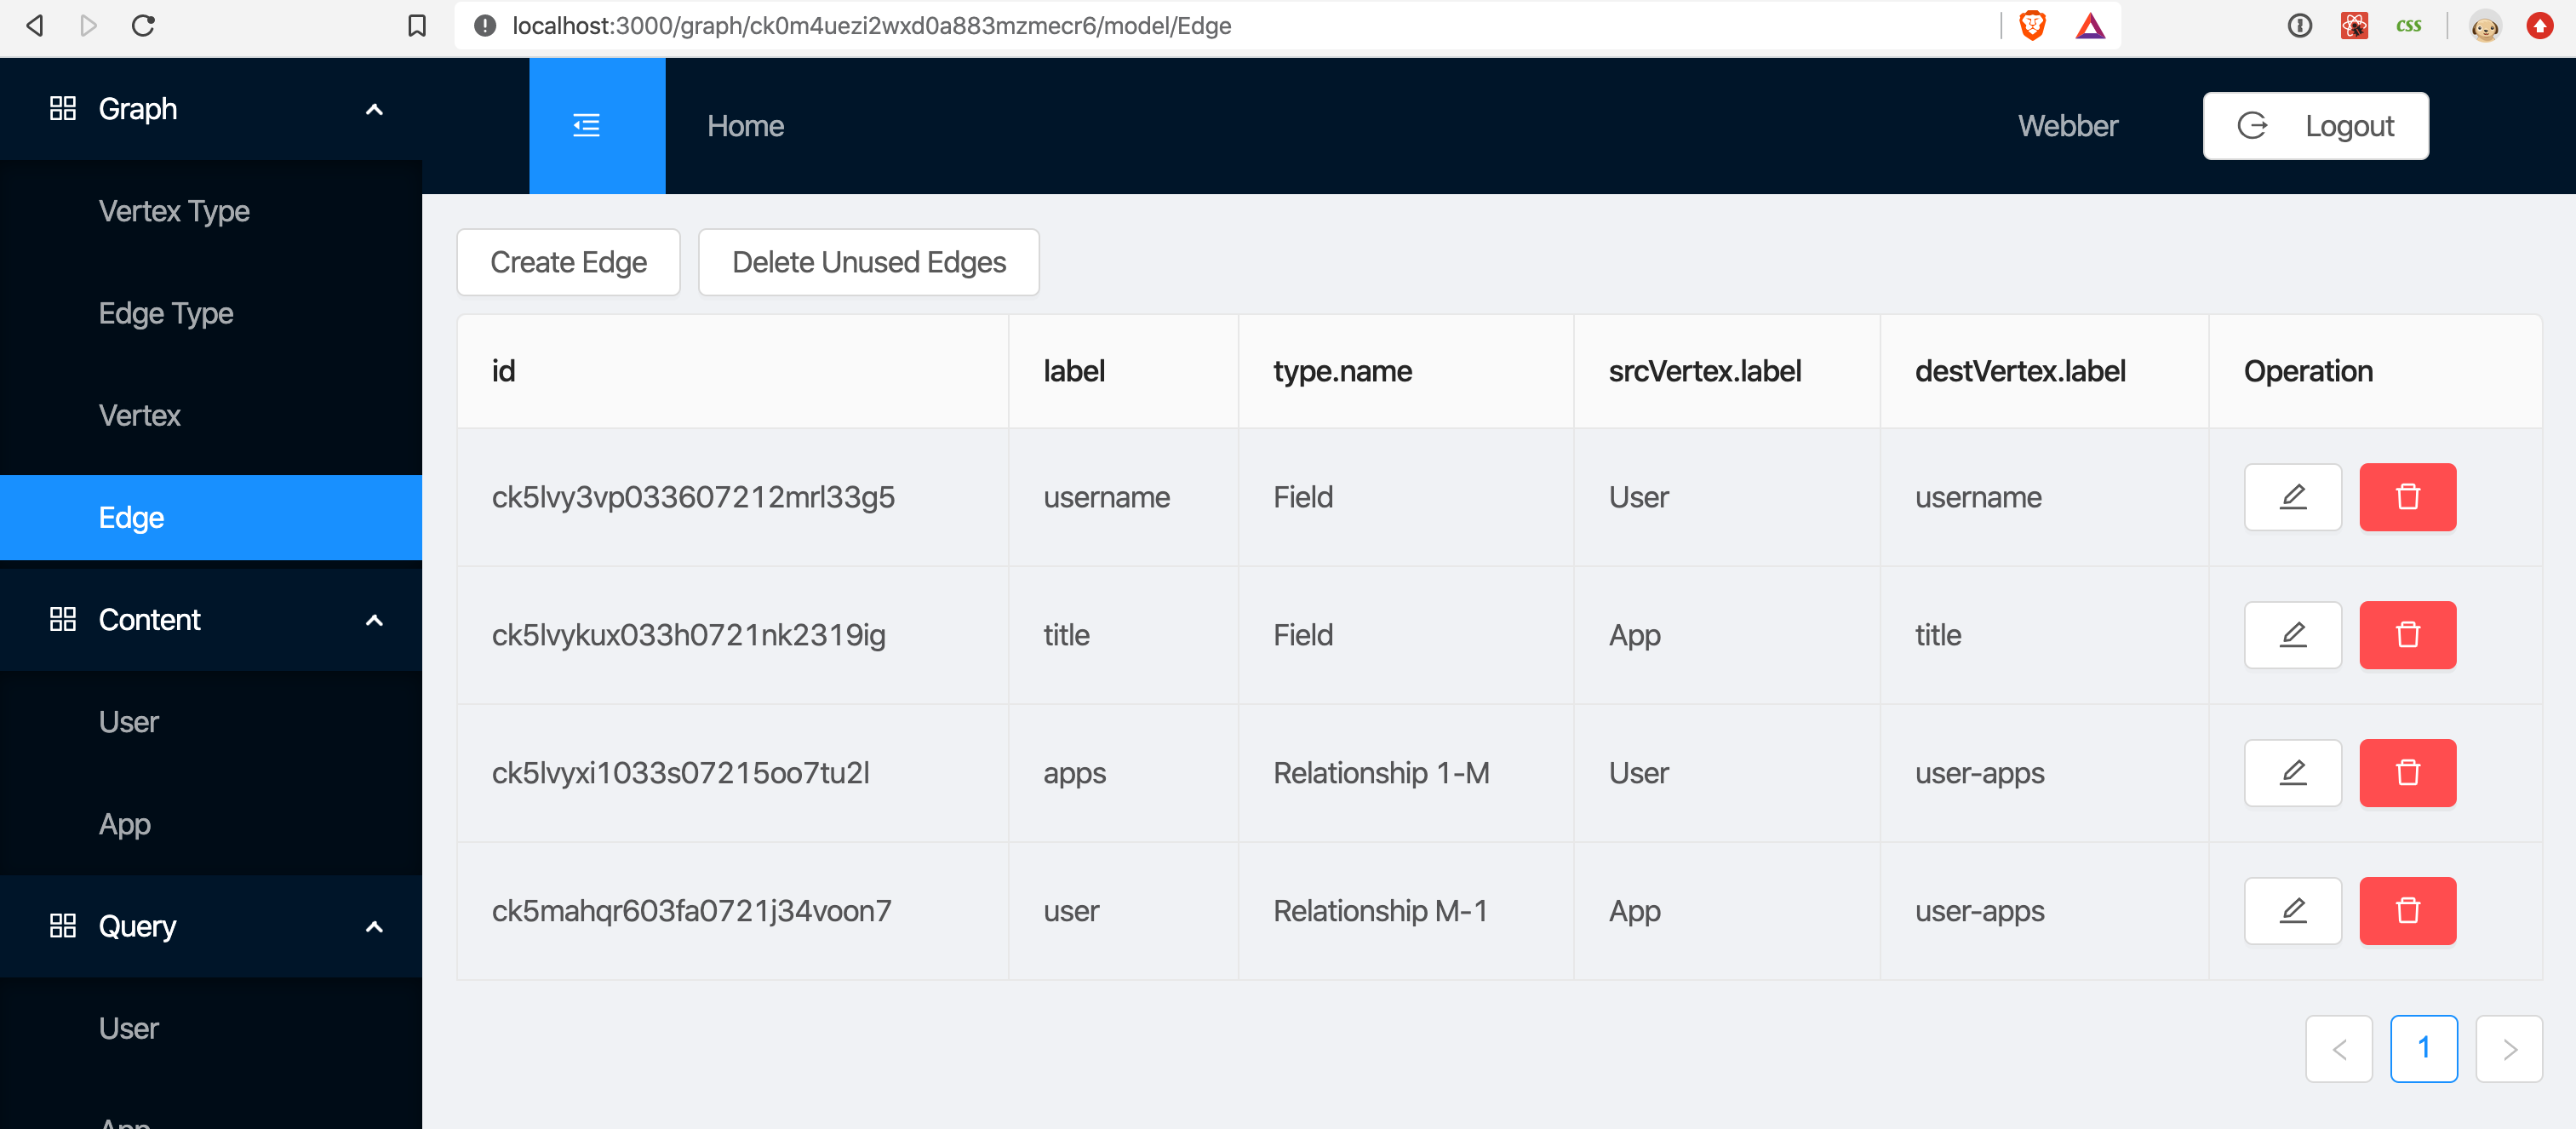 localhost:3000/graph/ck0m4uezi2wxd0a883mzmecr6/model/Edge
css
Graph
Vertex Type
Edge Type
Vertex
Edge
Content
User
App
Query
User
App
Home
Webber
Logout
Create Edge
Delete Unused Edges
id label type.name srcVertex.label destVertex.label Operation
ck5lvy3vp033607212mrl33g5 username Field User username
ck5lvykux033h0721nk2319ig title Field App title
ck5lvyxi1033s07215oo7tu2l apps Relationship 1-M User user-apps
ck5mahqr603fa0721j34voon7 user Relationship M-1 App user-apps
1